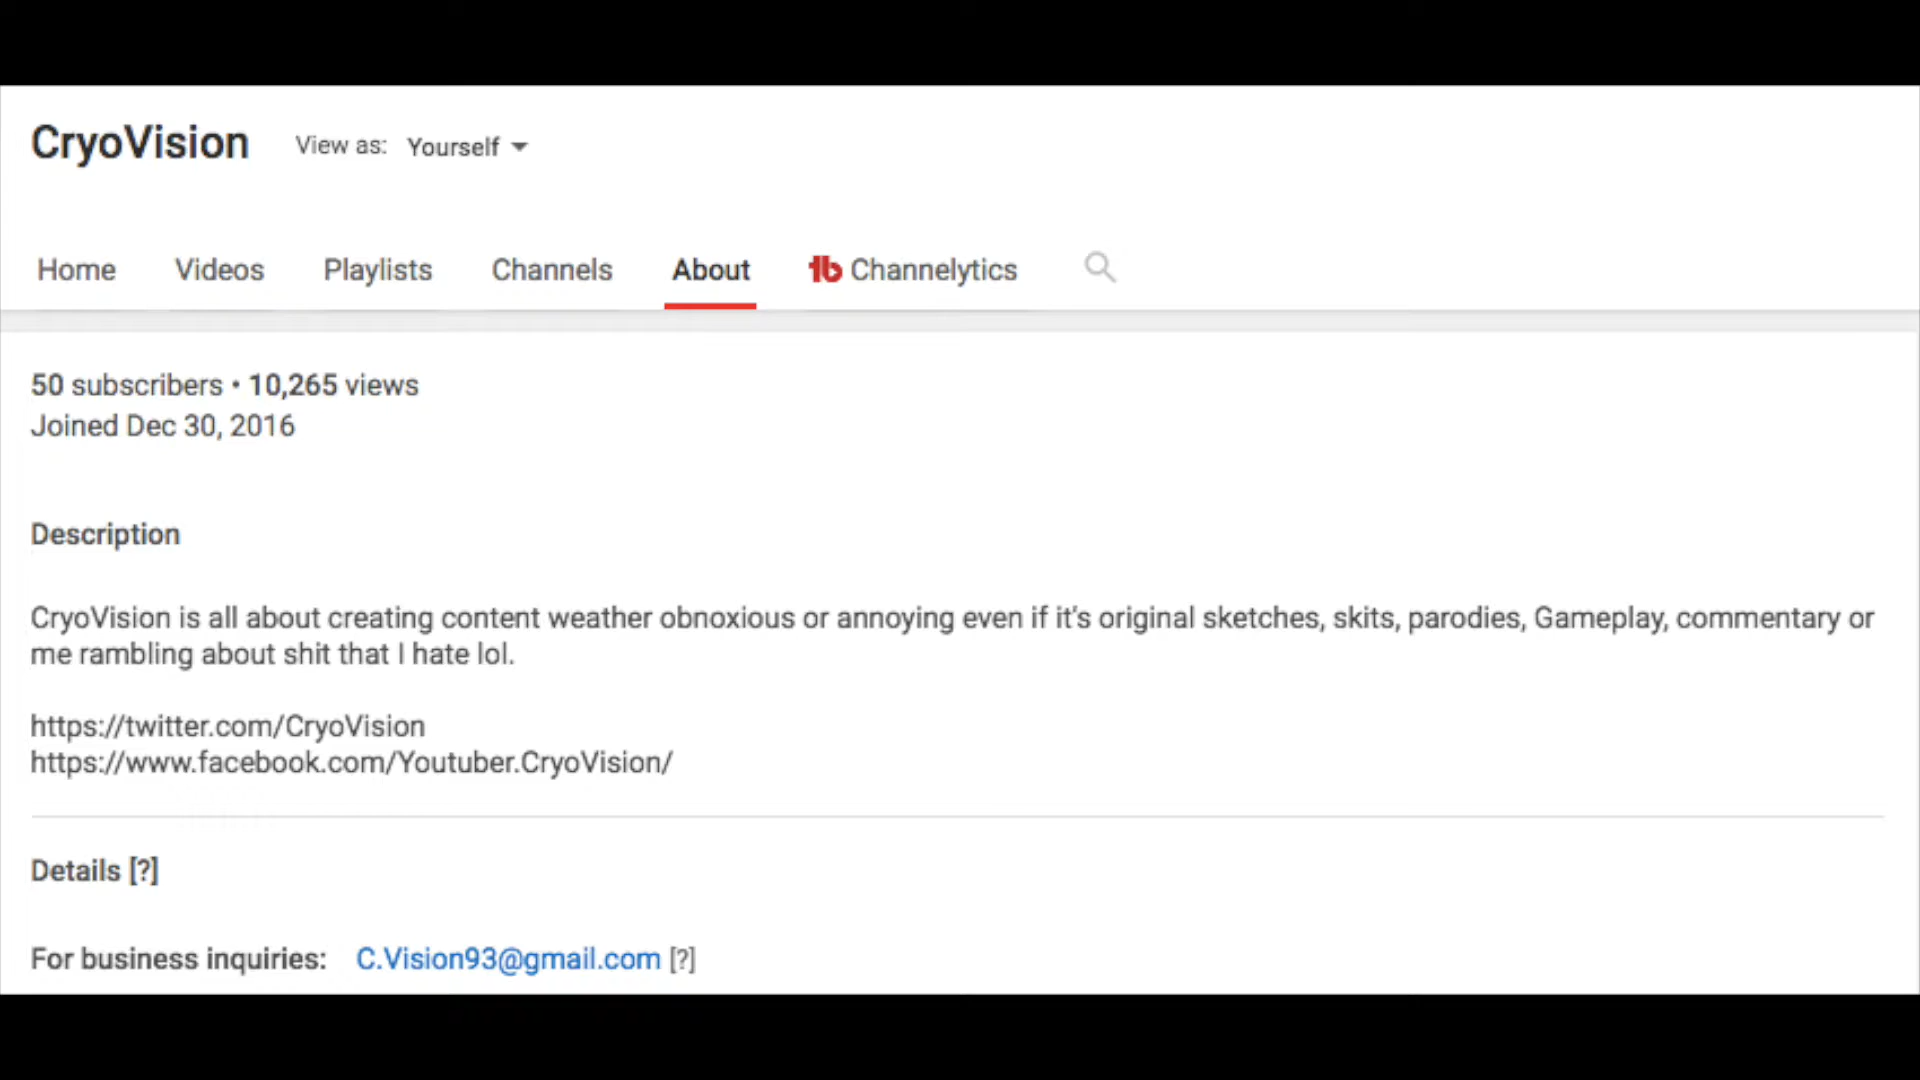 CryoVision View as: Yourself
Home Videos Playlists Channels About tb Channelytics
50 subscribers • 10,265 views
Joined Dec 30, 2016
Description
CryoVision is all about creating content weather obnoxious or annoying even if it's original sketches, skits, parodies, Gameplay, commentary or
me rambling about shit that I hate lol.
https://twitter.com/CryoVision
https://www.facebook.com/Youtuber.CryoVision/
Details [?]
For business inquiries: C.Vision93@gmail.com [?]